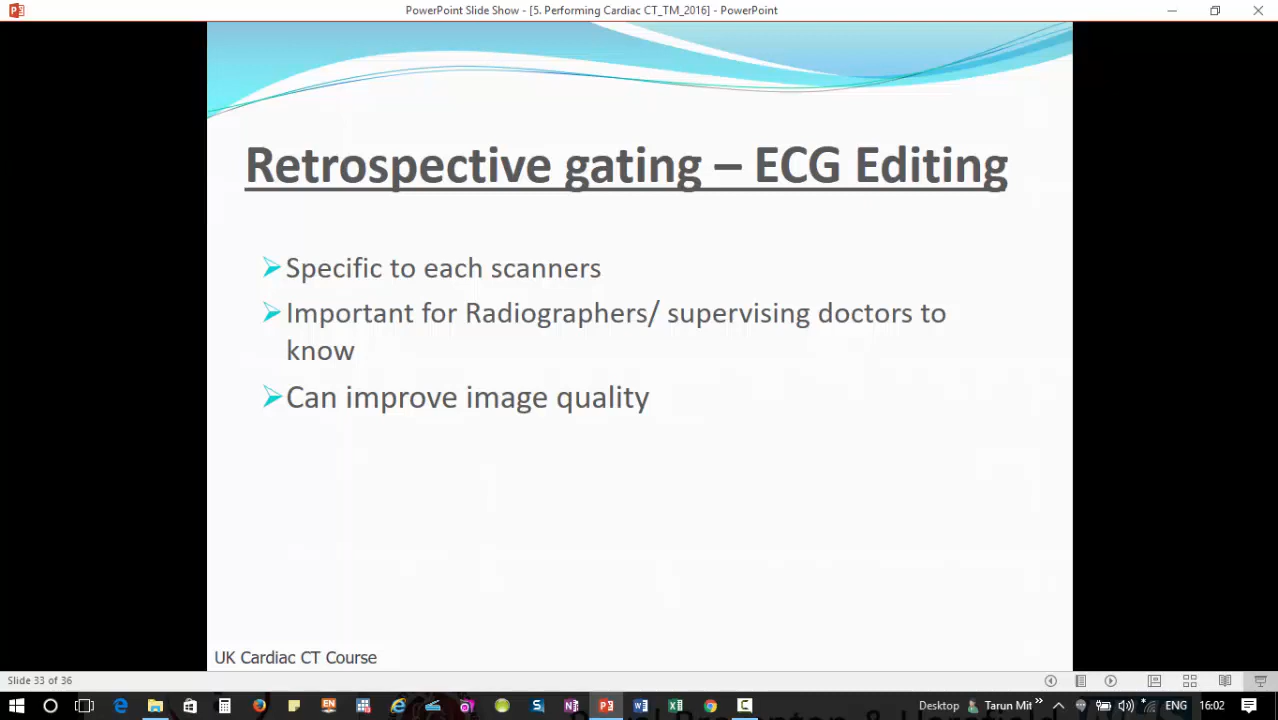 PowerPoint Slide Show - [5. Performing Cardiac CT_TM_2016] - PowerPoint
Retrospective gating – ECG Editing
Specific to each scanners
Important for Radiographers/ supervising doctors to
know
Can improve image quality
UK Cardiac CT Course
Slide 33 of 36
Desktop Tarun Mit ENG 16:02